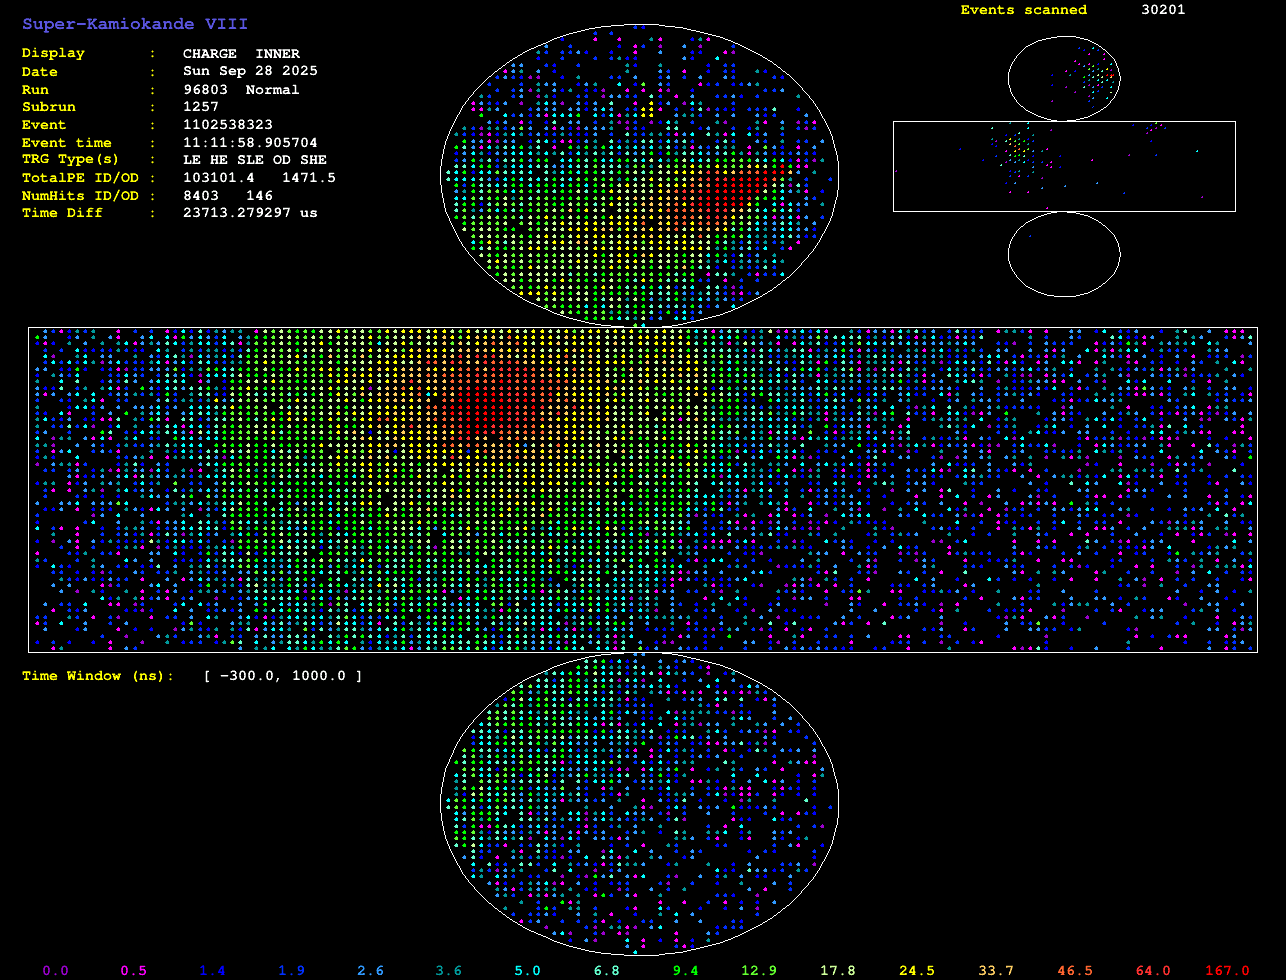 Super-Kamiokande VIII
Events scanned 30201
Display : CHARGE INNER
Date : Sun Sep 28 2025
Run : 96803 Normal
Subrun : 1257
Event : 1102538323
Event time : 11:11:58.905704
TRG Type(s) : LE HE SLE OD SHE
TotalPE ID/OD : 103101.4 1471.5
NumHits ID/OD : 8403 146
Time Diff : 23713.279297 us
Time Window (ns): [ -300.0, 1000.0 ]
0.0 0.5 1.4 1.9 2.6 3.6 5.0 6.8 9.4 12.9 17.8 24.5 33.7 46.5 64.0 167.0